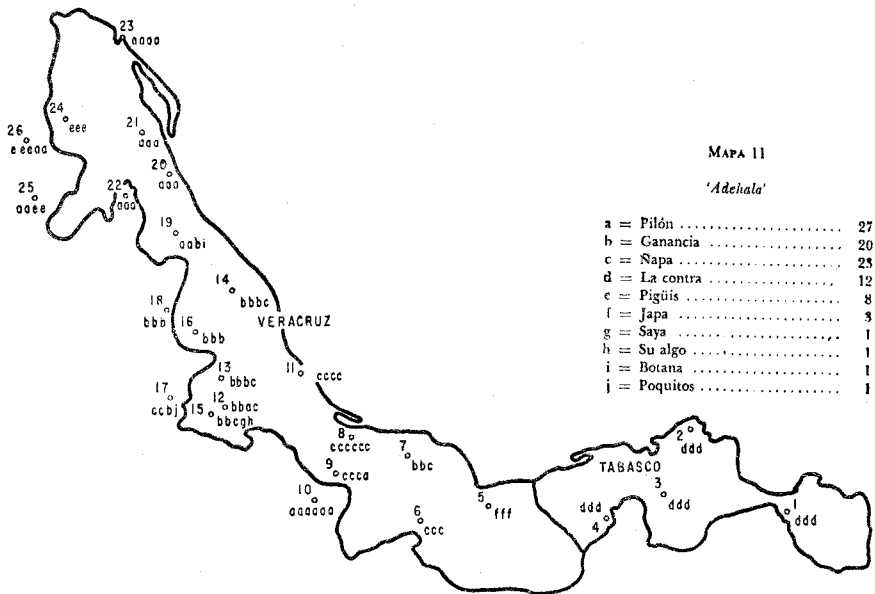 23
aaaa
24
eee
26
eeeaa
21
aaa
20
aaa
25
aaee
22
aaa
19
aabi
14
bbbc
VERACRUZ
18
bbb
16
bbb
13
bbbc
11
cccc
17
ccbj
12
bbac
15
bbcgh
8
cccccc
7
bbc
9
ccca
10
aaaaaa
6
ccc
5
fff
TABASCO
2
ddd
3
ddd
ddd
4
1
ddd
MAPA 11
'Adehala'
a = Pilón .................... 27
b = Ganancia .................... 20
c = Ñapa .................... 23
d = La contra .................... 12
e = Pigüis .................... 8
f = Japa .................... 3
g = Saya .................... 1
h = Su algo .................... 1
i = Botana .................... 1
j = Poquitos .................... 1